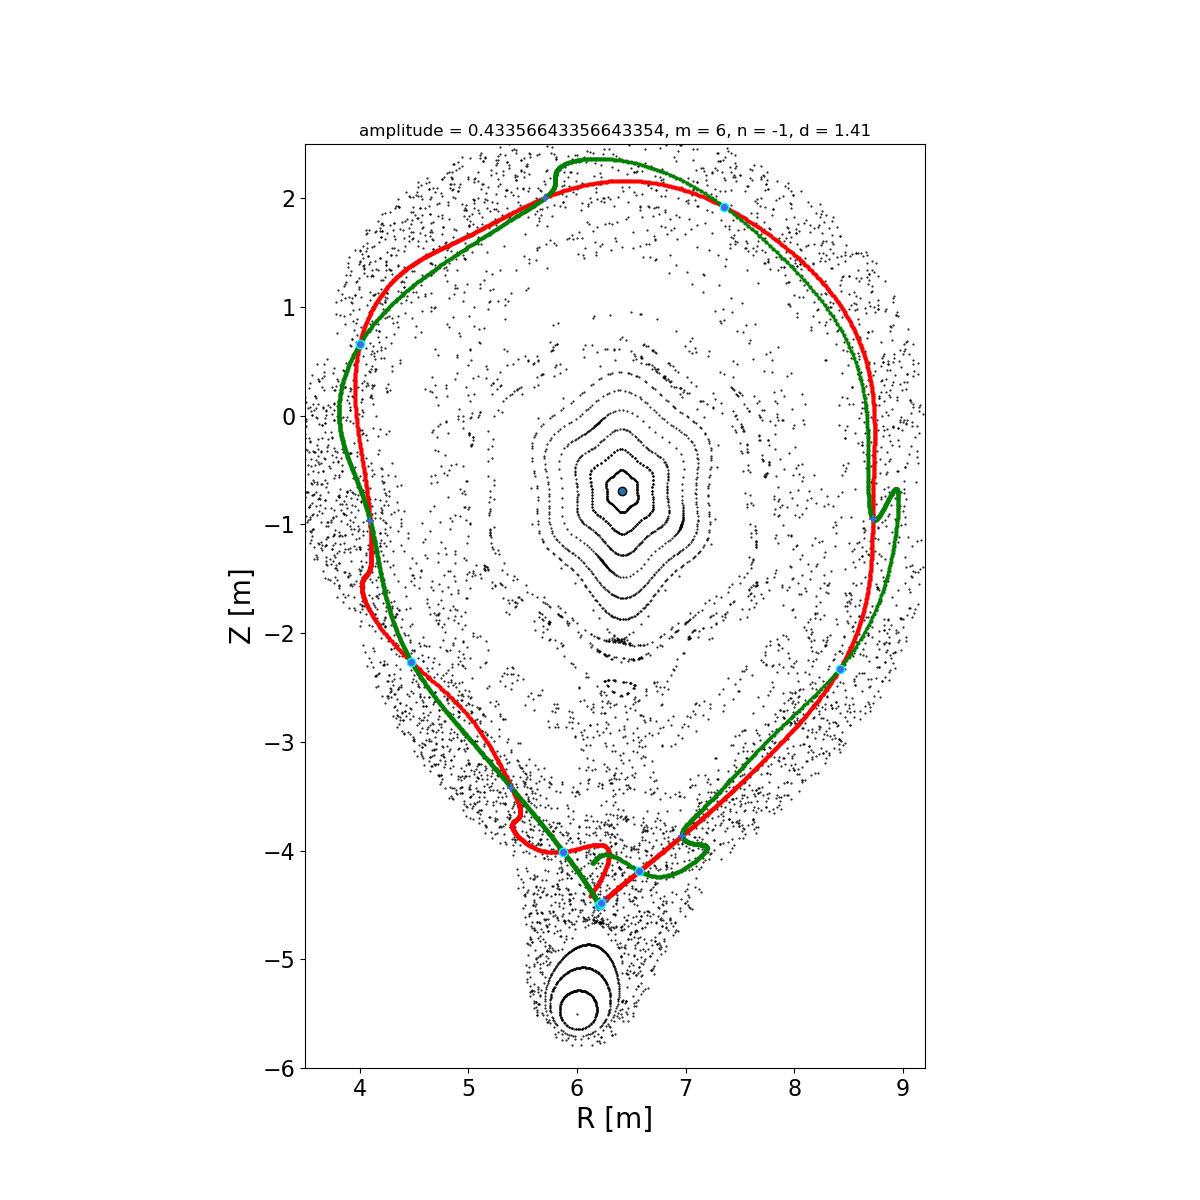 amplitude = 0.43356643356643354, m = 6, n = -1, d = 1.41
2
1
0
−1
−2
−3
−4
−5
−6
Z [m]
4 5 6 7 8 9
R [m]